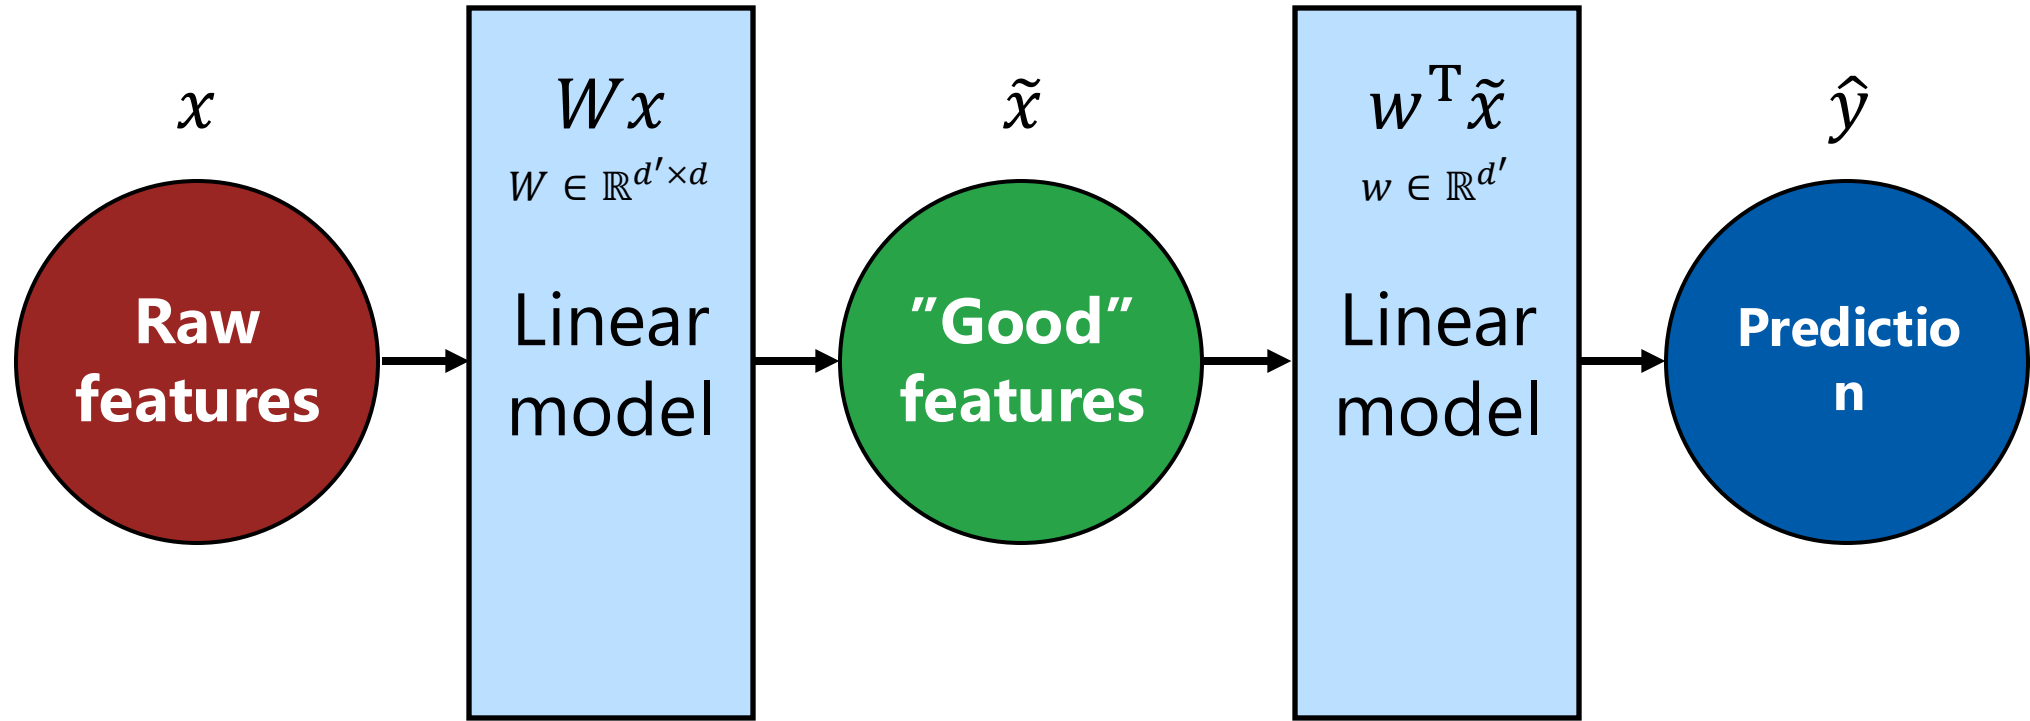 x
Wx
W ∈ ℝ^{d′×d}
x̃
w^T x̃
w ∈ ℝ^{d′}
ŷ
Raw
features
Linear
model
”Good”
features
Linear
model
Predictio
n